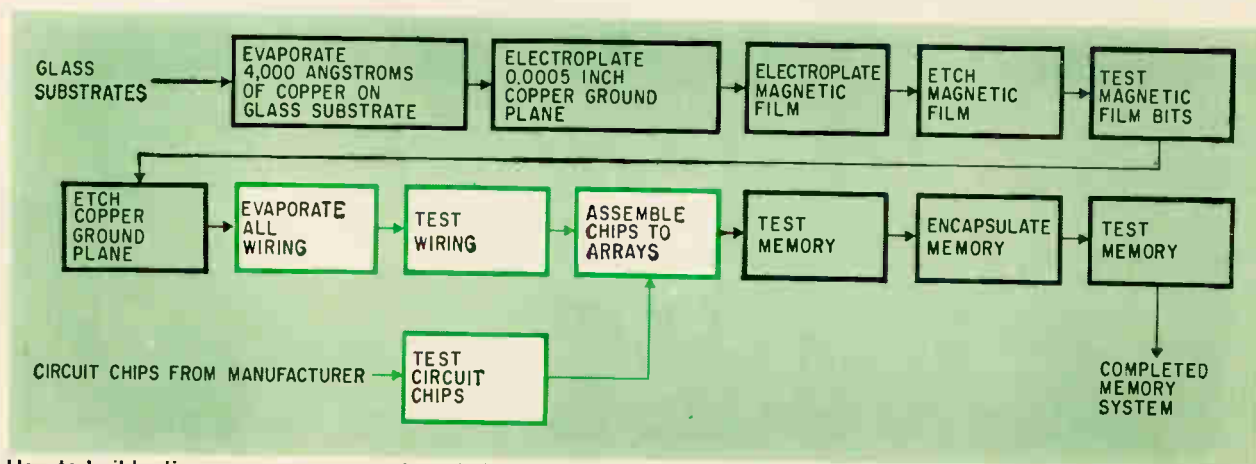 GLASS
SUBSTRATES
EVAPORATE
4,000 ANGSTROMS
OF COPPER ON
GLASS SUBSTRATE
ELECTROPLATE
0.0005 INCH
COPPER GROUND
PLANE
ELECTROPLATE
MAGNETIC
FILM
ETCH
MAGNETIC
FILM
TEST
MAGNETIC
FILM BITS
ETCH
COPPER
GROUND
PLANE
EVAPORATE
ALL
WIRING
TEST
WIRING
ASSEMBLE
CHIPS TO
ARRAYS
TEST
MEMORY
ENCAPSULATE
MEMORY
TEST
MEMORY
CIRCUIT CHIPS FROM MANUFACTURER
TEST
CIRCUIT
CHIPS
COMPLETED
MEMORY
SYSTEM